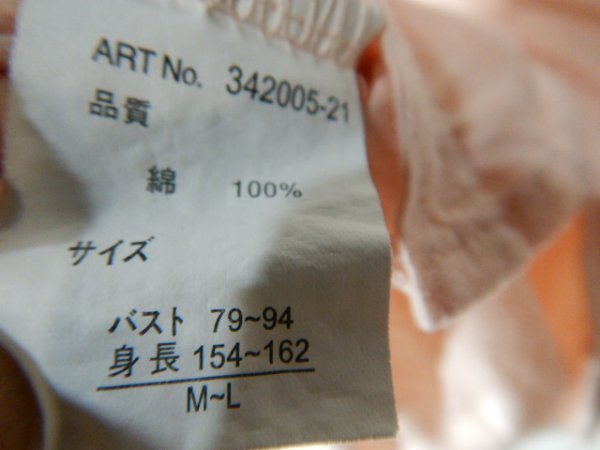 ART No. 342005-21
品質
綿 100%
サイズ
バスト 79~94
身長 154~162
M~L